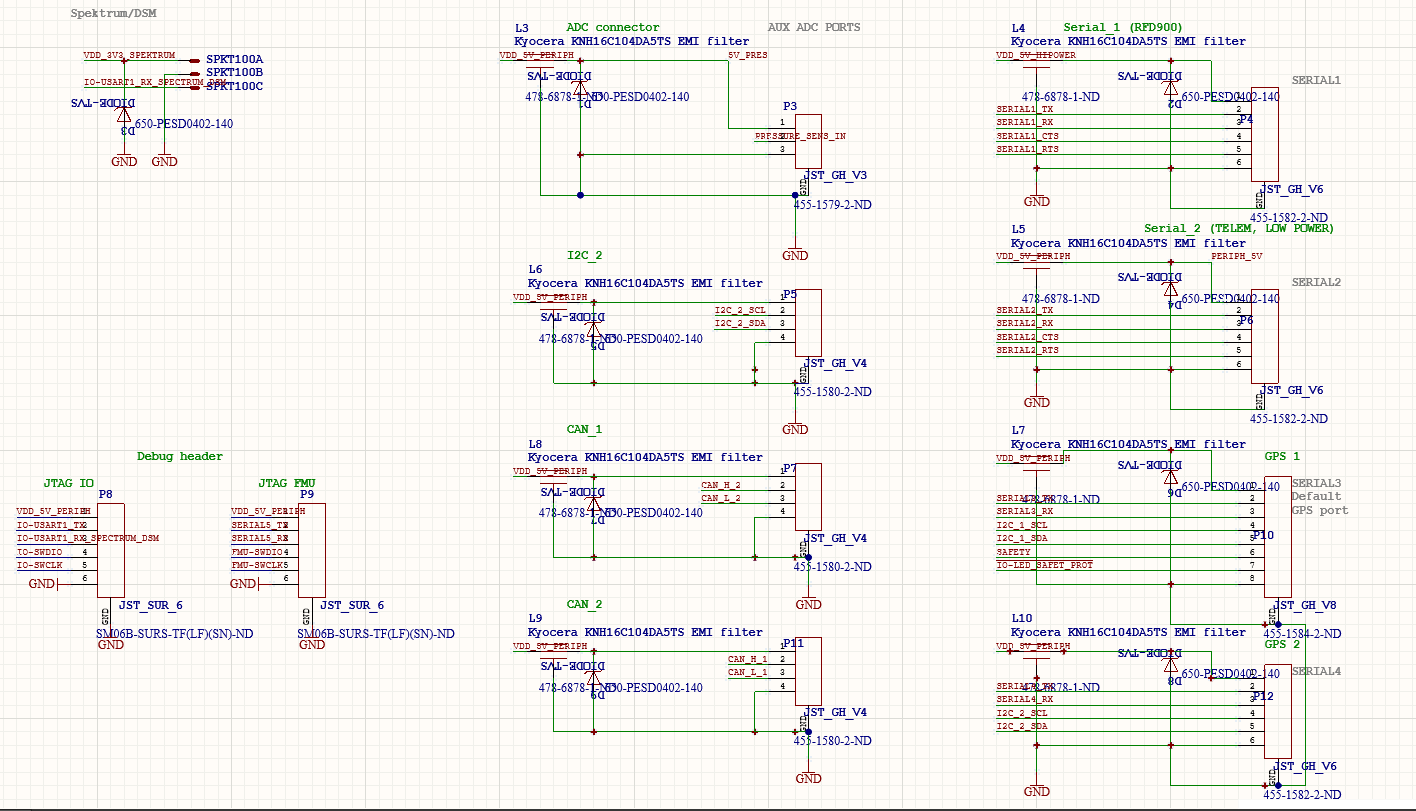 Spektrum/DSM
VDD_3V3_SPEKTRUM
SPKT100A
SPKT100B
IO-USART1_RX_SPECTRUM_DSM
SPKT100C
DIODE-TVS
D3
650-PESD0402-140
GND
GND
Debug header
JTAG IO
P8
VDD_5V_PERIPH
IO-USART1_TX
IO-USART1_RX_SPECTRUM_DSM
IO-SWDIO
4
IO-SWCLK
5
6
GND
JST_SUR_6
GND
SM06B-SURS-TF(LF)(SN)-ND
GND
JTAG FMU
P9
VDD_5V_PERIPH
SERIAL5_TX
SERIAL5_RX
FMU-SWDIO
4
FMU-SWCLK
5
6
GND
JST_SUR_6
GND
SM06B-SURS-TF(LF)(SN)-ND
GND
L3
ADC connector
AUX ADC PORTS
Kyocera KNH16C104DA5TS EMI filter
VDD_5V_PERIPH
5V_PRES
DIODE-TVS
478-6878-1-ND
650-PESD0402-140
D1
P3
1
PRESSURE_SENS_IN
3
JST_GH_V3
GND
455-1579-2-ND
GND
I2C_2
L6
Kyocera KNH16C104DA5TS EMI filter
VDD_5V_PERIPH
P5
1
DIODE-TVS
I2C_2_SCL
2
I2C_2_SDA
3
478-6878-1-ND
650-PESD0402-140
4
D5
JST_GH_V4
GND
455-1580-2-ND
GND
CAN_1
L8
Kyocera KNH16C104DA5TS EMI filter
VDD_5V_PERIPH
P7
1
DIODE-TVS
CAN_H_2
2
CAN_L_2
3
478-6878-1-ND
650-PESD0402-140
4
D7
JST_GH_V4
GND
455-1580-2-ND
GND
CAN_2
L9
Kyocera KNH16C104DA5TS EMI filter
VDD_5V_PERIPH
P11
1
DIODE-TVS
CAN_H_1
2
CAN_L_1
3
478-6878-1-ND
650-PESD0402-140
4
D9
JST_GH_V4
GND
455-1580-2-ND
GND
L4
Serial_1 (RFD900)
Kyocera KNH16C104DA5TS EMI filter
VDD_5V_HIPOWER
DIODE-TVS
SERIAL1
478-6878-1-ND
650-PESD0402-140
D2
1
SERIAL1_TX
2
P4
SERIAL1_RX
3
SERIAL1_CTS
4
SERIAL1_RTS
5
6
JST_GH_V6
GND
GND
455-1582-2-ND
Serial_2 (TELEM, LOW POWER)
L5
Kyocera KNH16C104DA5TS EMI filter
VDD_5V_PERIPH
PERIPH_5V
DIODE-TVS
SERIAL2
478-6878-1-ND
650-PESD0402-140
D4
1
SERIAL2_TX
2
P6
SERIAL2_RX
3
SERIAL2_CTS
4
SERIAL2_RTS
5
6
JST_GH_V6
GND
GND
455-1582-2-ND
L7
Kyocera KNH16C104DA5TS EMI filter
GPS 1
VDD_5V_PERIPH
DIODE-TVS
SERIAL3
Default
GPS port
478-6878-1-ND
650-PESD0402-140
D6
1
2
SERIAL3_RX
3
I2C_1_SCL
4
P10
I2C_1_SDA
5
SAFETY
6
IO-LED_SAFET_PROT
7
8
JST_GH_V8
GND
455-1584-2-ND
L10
Kyocera KNH16C104DA5TS EMI filter
GPS 2
VDD_5V_PERIPH
DIODE-TVS
SERIAL4
478-6878-1-ND
650-PESD0402-140
D8
1
2
P12
SERIAL4_RX
3
I2C_2_SCL
4
I2C_2_SDA
5
6
JST_GH_V6
GND
GND
455-1582-2-ND